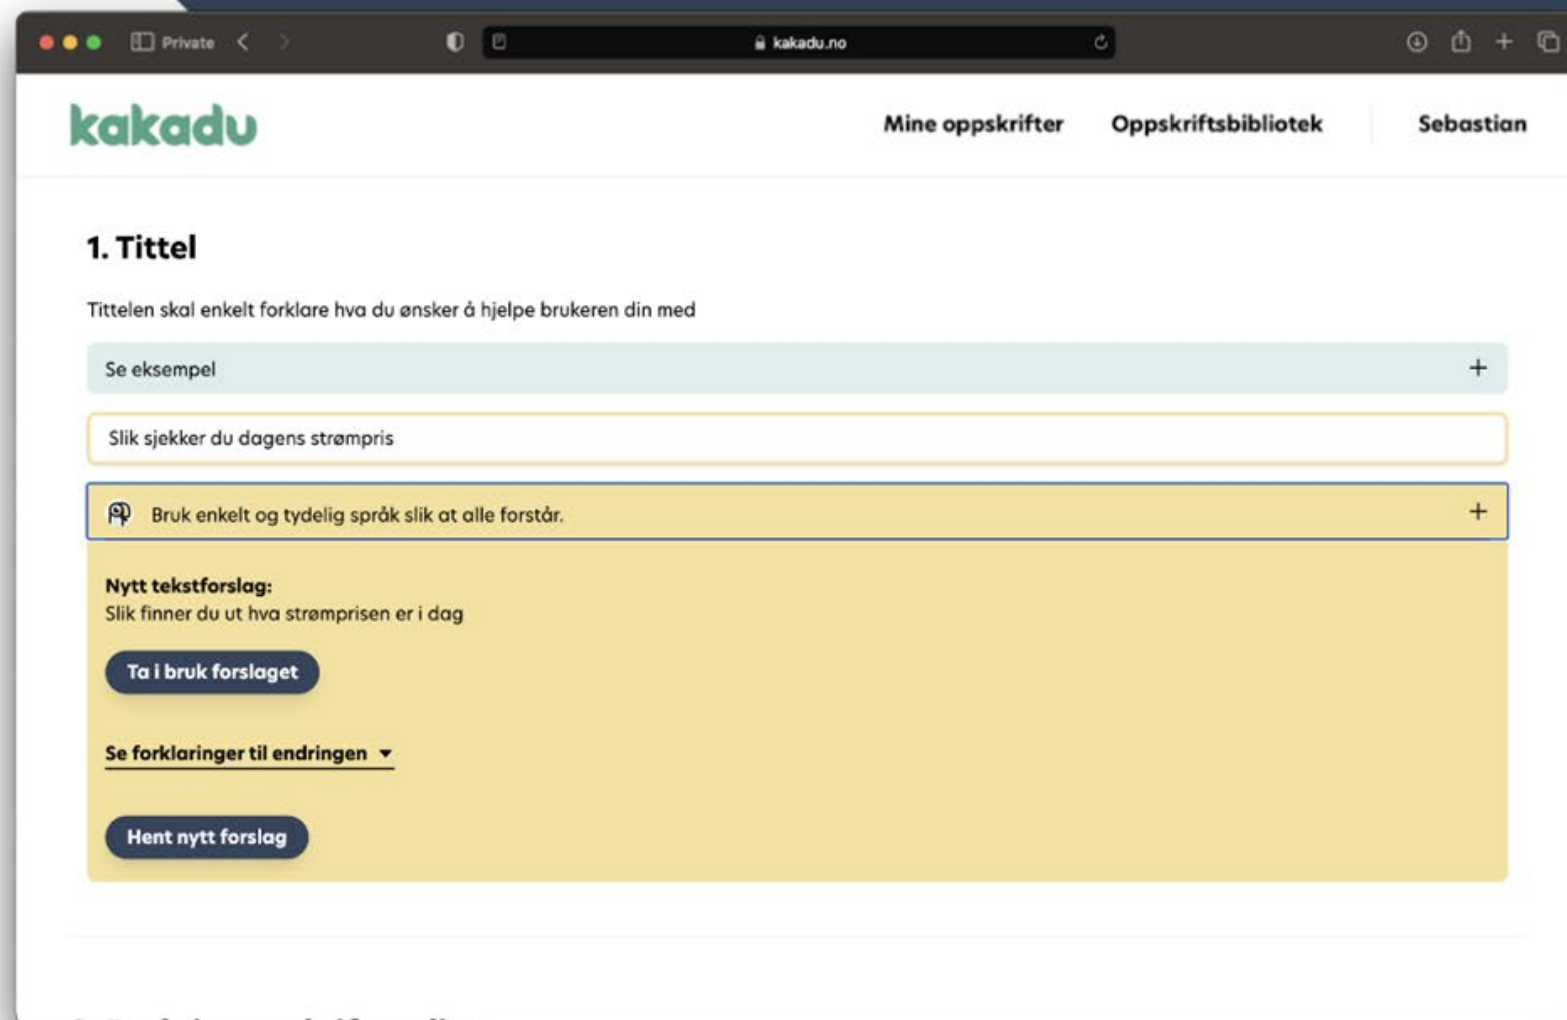 Private
kakadu.no
kakadu
Mine oppskrifter
Oppskriftsbibliotek
Sebastian
1. Tittel
Tittelen skal enkelt forklare hva du ønsker å hjelpe brukeren din med
Se eksempel
Slik sjekker du dagens strømpris
Bruk enkelt og tydelig språk slik at alle forstår.
Nytt tekstforslag:
Slik finner du ut hva strømprisen er i dag
Ta i bruk forslaget
Se forklaringer til endringen
Hent nytt forslag